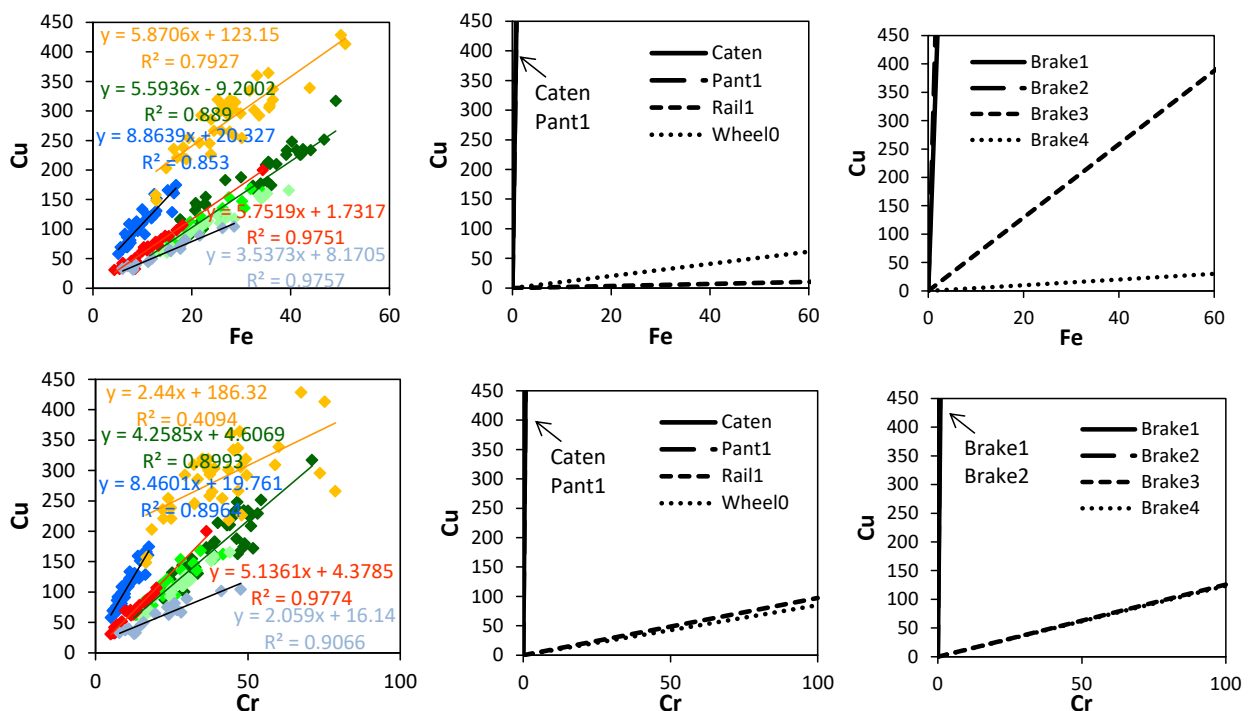 450
400
350
300
250
200
150
100
50
0
Cu
y = 5.8706x + 123.15
R² = 0.7927
y = 5.5936x - 9.2002
R² = 0.889
y = 8.8639x + 20.327
R² = 0.853
y = 5.7519x + 1.7317
R² = 0.9751
y = 3.5373x + 8.1705
R² = 0.9757
0 20 40 60
Fe
450
400
350
300
250
200
150
100
50
0
Cu
Caten
Pant1
Caten
Pant1
Rail1
Wheel0
0 20 40 60
Fe
450
400
350
300
250
200
150
100
50
0
Cu
Brake1
Brake2
Brake3
Brake4
0 20 40 60
Fe
450
400
350
300
250
200
150
100
50
0
Cu
y = 2.44x + 186.32
R² = 0.4094
y = 4.2585x + 4.6069
R² = 0.8993
y = 8.4601x + 19.761
R² = 0.896
y = 5.1361x + 4.3785
R² = 0.9774
y = 2.059x + 16.14
R² = 0.9066
0 50 100
Cr
450
400
350
300
250
200
150
100
50
0
Cu
Caten
Pant1
Caten
Pant1
Rail1
Wheel0
0 50 100
Cr
450
400
350
300
250
200
150
100
50
0
Cu
Brake1
Brake2
Brake1
Brake2
Brake3
Brake4
0 50 100
Cr